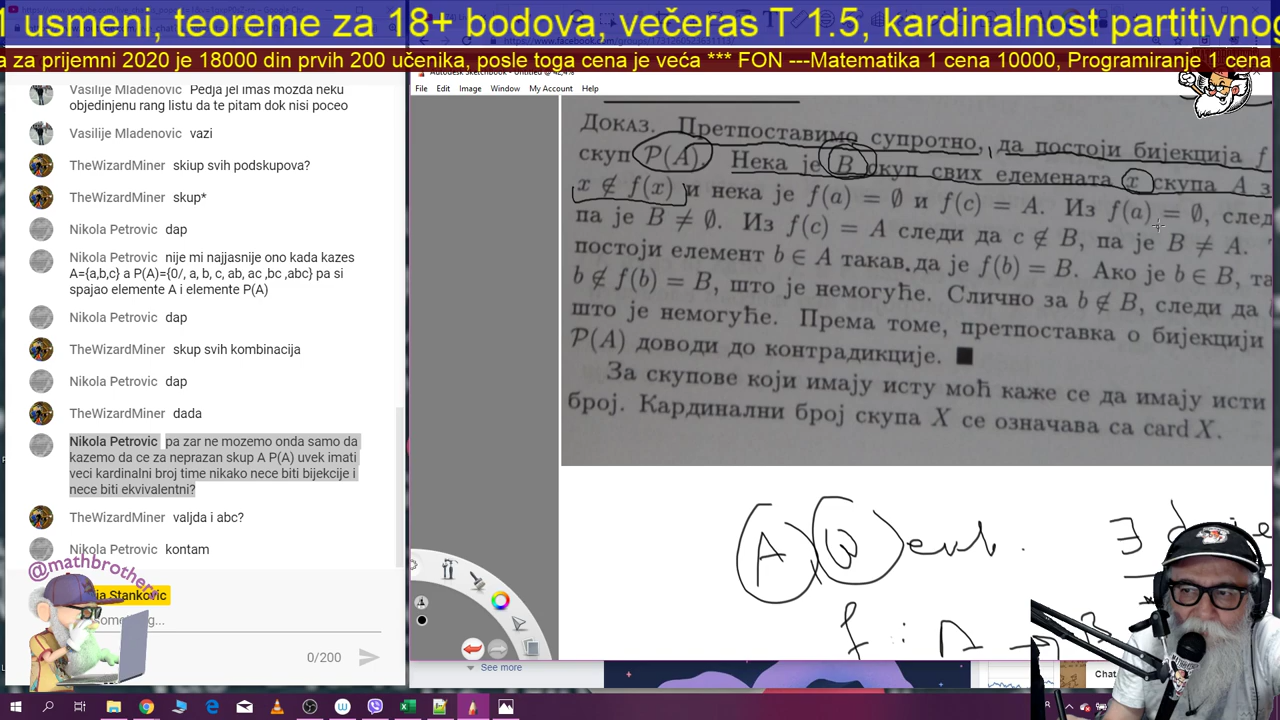 1 usmeni, teoreme za 18+ bodova, večeras T 1.5, kardinalnost partitivnog
a za prijemni 2020 je 18000 din prvih 200 učenika, posle toga cena je veća *** FON ---Matematika 1 cena 10000, Programiranje 1 cena
Vasilije Mladenovic Pedja jel imas mozda neku
objedinjenu rang listu da te pitam dok nisi poceo
Vasilije Mladenovic vazi
TheWizardMiner skiup svih podskupova?
TheWizardMiner skup*
Nikola Petrovic dap
Nikola Petrovic nije mi najjasnije ono kada kazes
A={a,b,c} a P(A)={0/, a, b, c, ab, ac ,bc ,abc} pa si
spajao elemente A i elemente P(A)
Nikola Petrovic dap
TheWizardMiner skup svih kombinacija
Nikola Petrovic dap
TheWizardMiner dada
Nikola Petrovic pa zar ne mozemo onda samo da
kazemo da ce za neprazan skup A P(A) uvek imati
veci kardinalni broj time nikako nece biti bijekcije i
nece biti ekvivalentni?
TheWizardMiner valjda i abc?
Nikola Petrovic kontam
@mathbrothers
Stankovic
0/200
File Edit Image Window My Account Help
Доказ. Претпоставимо супротно, да постоји бијекција f
скуп P(A). Нека је B скуп свих елемената x скупа A
x ∉ f(x) и нека је f(a) = ∅ и f(c) = A. Из f(a) = ∅, след
па је B ≠ ∅. Из f(c) = A следи да c ∉ B, па је B ≠ A.
постоји елемент b ∈ A такав да је f(b) = B. Ако је b ∈ B, та
b ∉ f(b) = B, што је немогуће. Слично за b ∉ B, следи да
што је немогуће. Према томе, претпоставка о бијекцији
P(A) доводи до контрадикције. ■
За скупове који имају исту моћ каже се да имају исти
број. Кардинални број скупа X се означава са card X.
A B ekv. ∃
f : A → B
See more
Chat